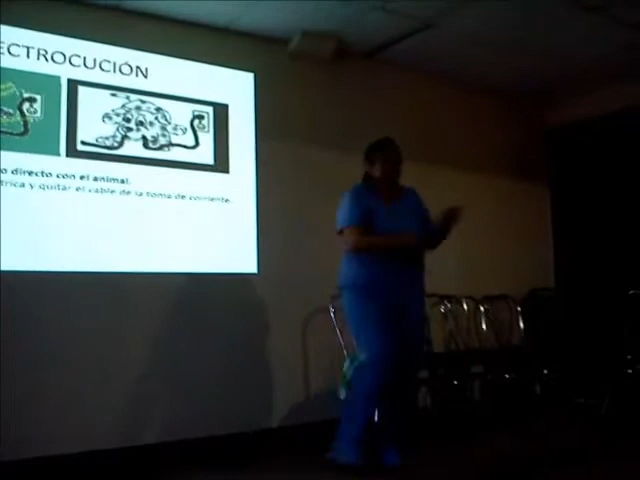 ECTROCUCIÓN
o directo con el animal.
trica y quitar el cable de la toma de corriente.